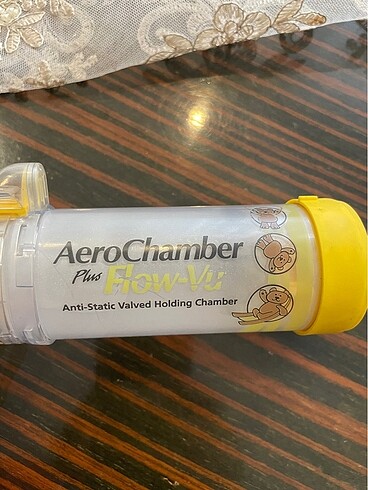 AeroChamber
Plus Flow-Vu
Anti-Static Valved Holding Chamber